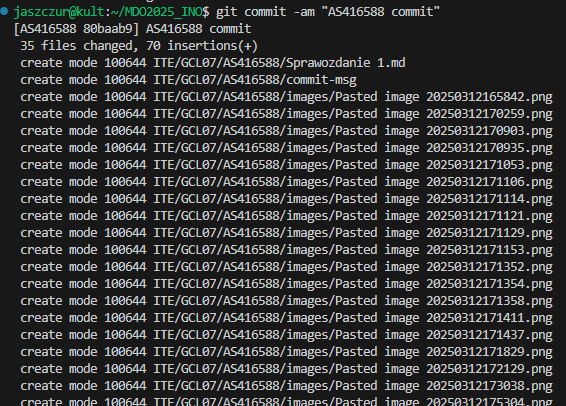 jaszczur@kult:~/MDO2025_INO$ git commit -am "AS416588 commit"
[AS416588 80baab9] AS416588 commit
 35 files changed, 70 insertions(+)
 create mode 100644 ITE/GCL07/AS416588/Sprawozdanie 1.md
 create mode 100644 ITE/GCL07/AS416588/commit-msg
 create mode 100644 ITE/GCL07/AS416588/images/Pasted image 20250312165842.png
 create mode 100644 ITE/GCL07/AS416588/images/Pasted image 20250312170259.png
 create mode 100644 ITE/GCL07/AS416588/images/Pasted image 20250312170903.png
 create mode 100644 ITE/GCL07/AS416588/images/Pasted image 20250312170935.png
 create mode 100644 ITE/GCL07/AS416588/images/Pasted image 20250312171053.png
 create mode 100644 ITE/GCL07/AS416588/images/Pasted image 20250312171106.png
 create mode 100644 ITE/GCL07/AS416588/images/Pasted image 20250312171114.png
 create mode 100644 ITE/GCL07/AS416588/images/Pasted image 20250312171121.png
 create mode 100644 ITE/GCL07/AS416588/images/Pasted image 20250312171129.png
 create mode 100644 ITE/GCL07/AS416588/images/Pasted image 20250312171153.png
 create mode 100644 ITE/GCL07/AS416588/images/Pasted image 20250312171352.png
 create mode 100644 ITE/GCL07/AS416588/images/Pasted image 20250312171354.png
 create mode 100644 ITE/GCL07/AS416588/images/Pasted image 20250312171358.png
 create mode 100644 ITE/GCL07/AS416588/images/Pasted image 20250312171411.png
 create mode 100644 ITE/GCL07/AS416588/images/Pasted image 20250312171437.png
 create mode 100644 ITE/GCL07/AS416588/images/Pasted image 20250312171829.png
 create mode 100644 ITE/GCL07/AS416588/images/Pasted image 20250312172129.png
 create mode 100644 ITE/GCL07/AS416588/images/Pasted image 20250312173038.png
 create mode 100644 ITE/GCL07/AS416588/images/Pasted image 20250312175304.png